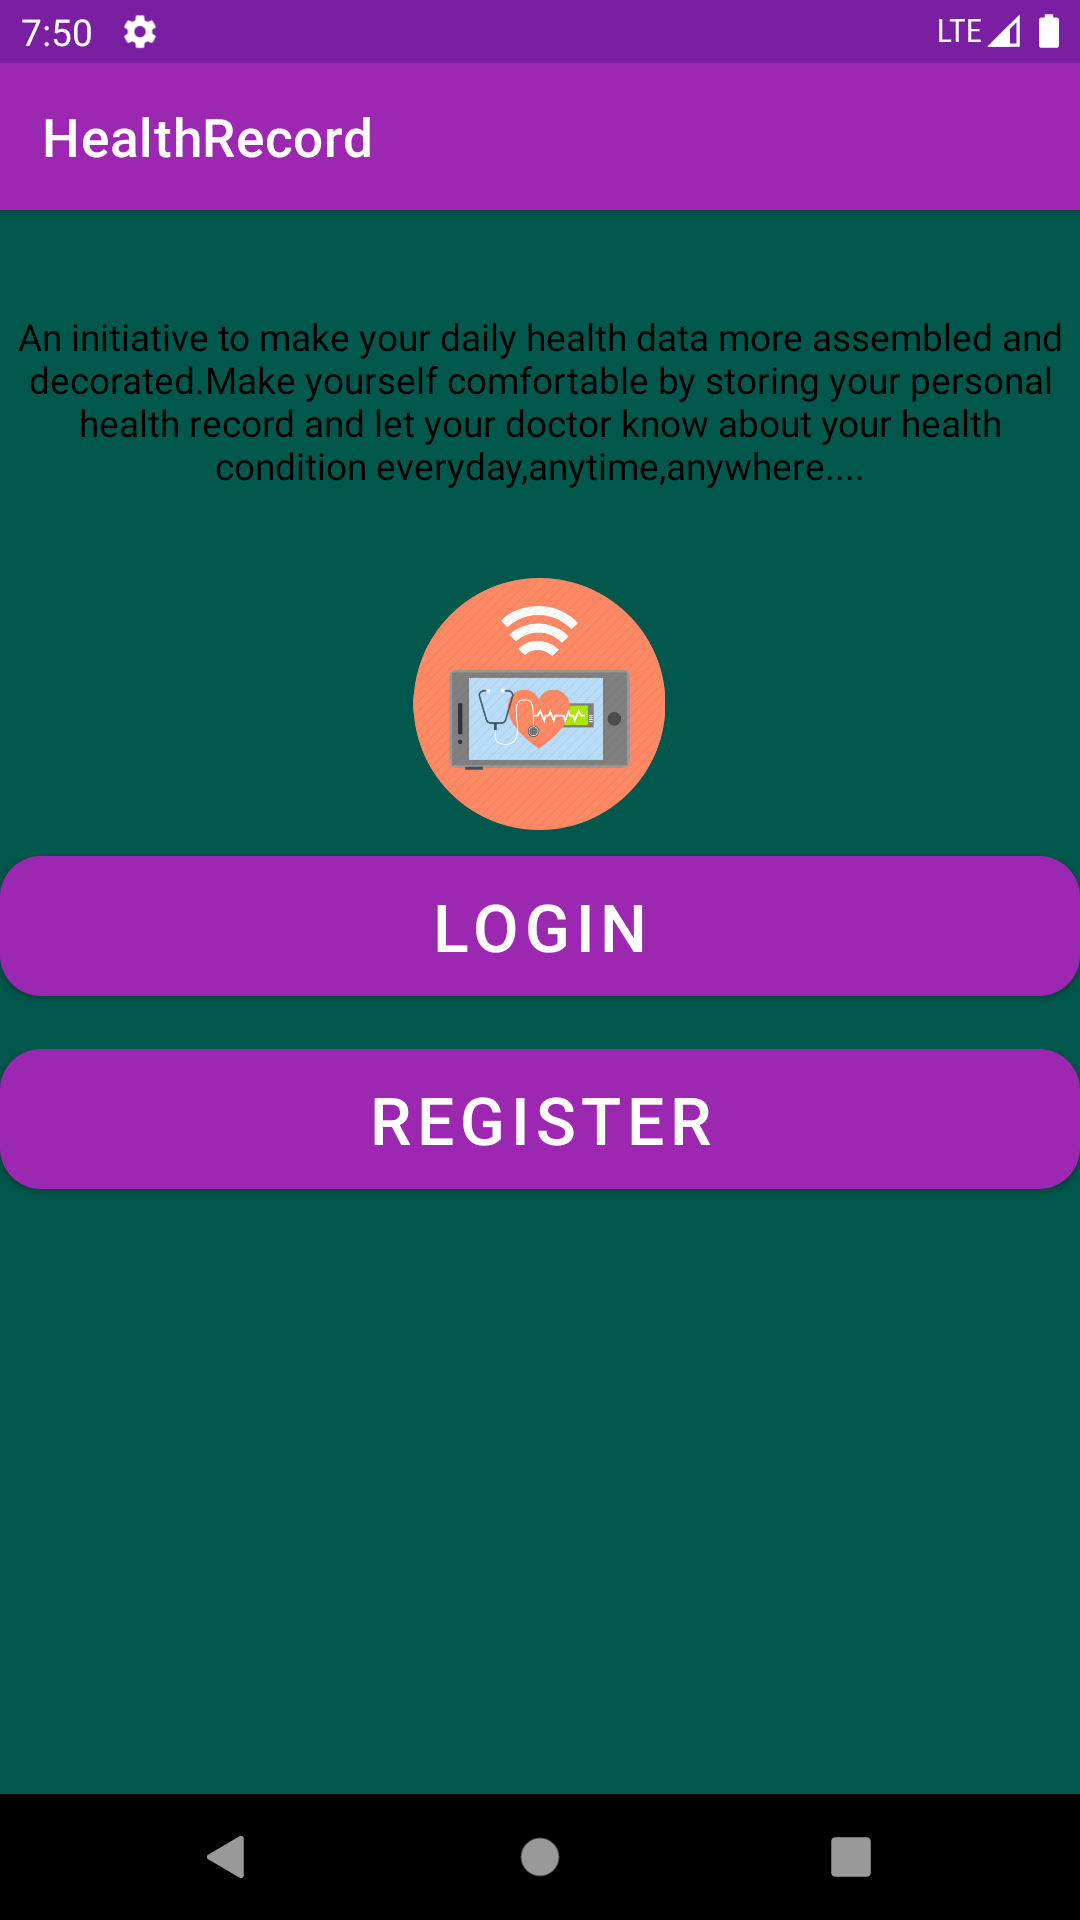 7:50 LTE
HealthRecord
An initiative to make your daily health data more assembled and
decorated.Make yourself comfortable by storing your personal
health record and let your doctor know about your health
condition everyday,anytime,anywhere....
LOGIN
REGISTER